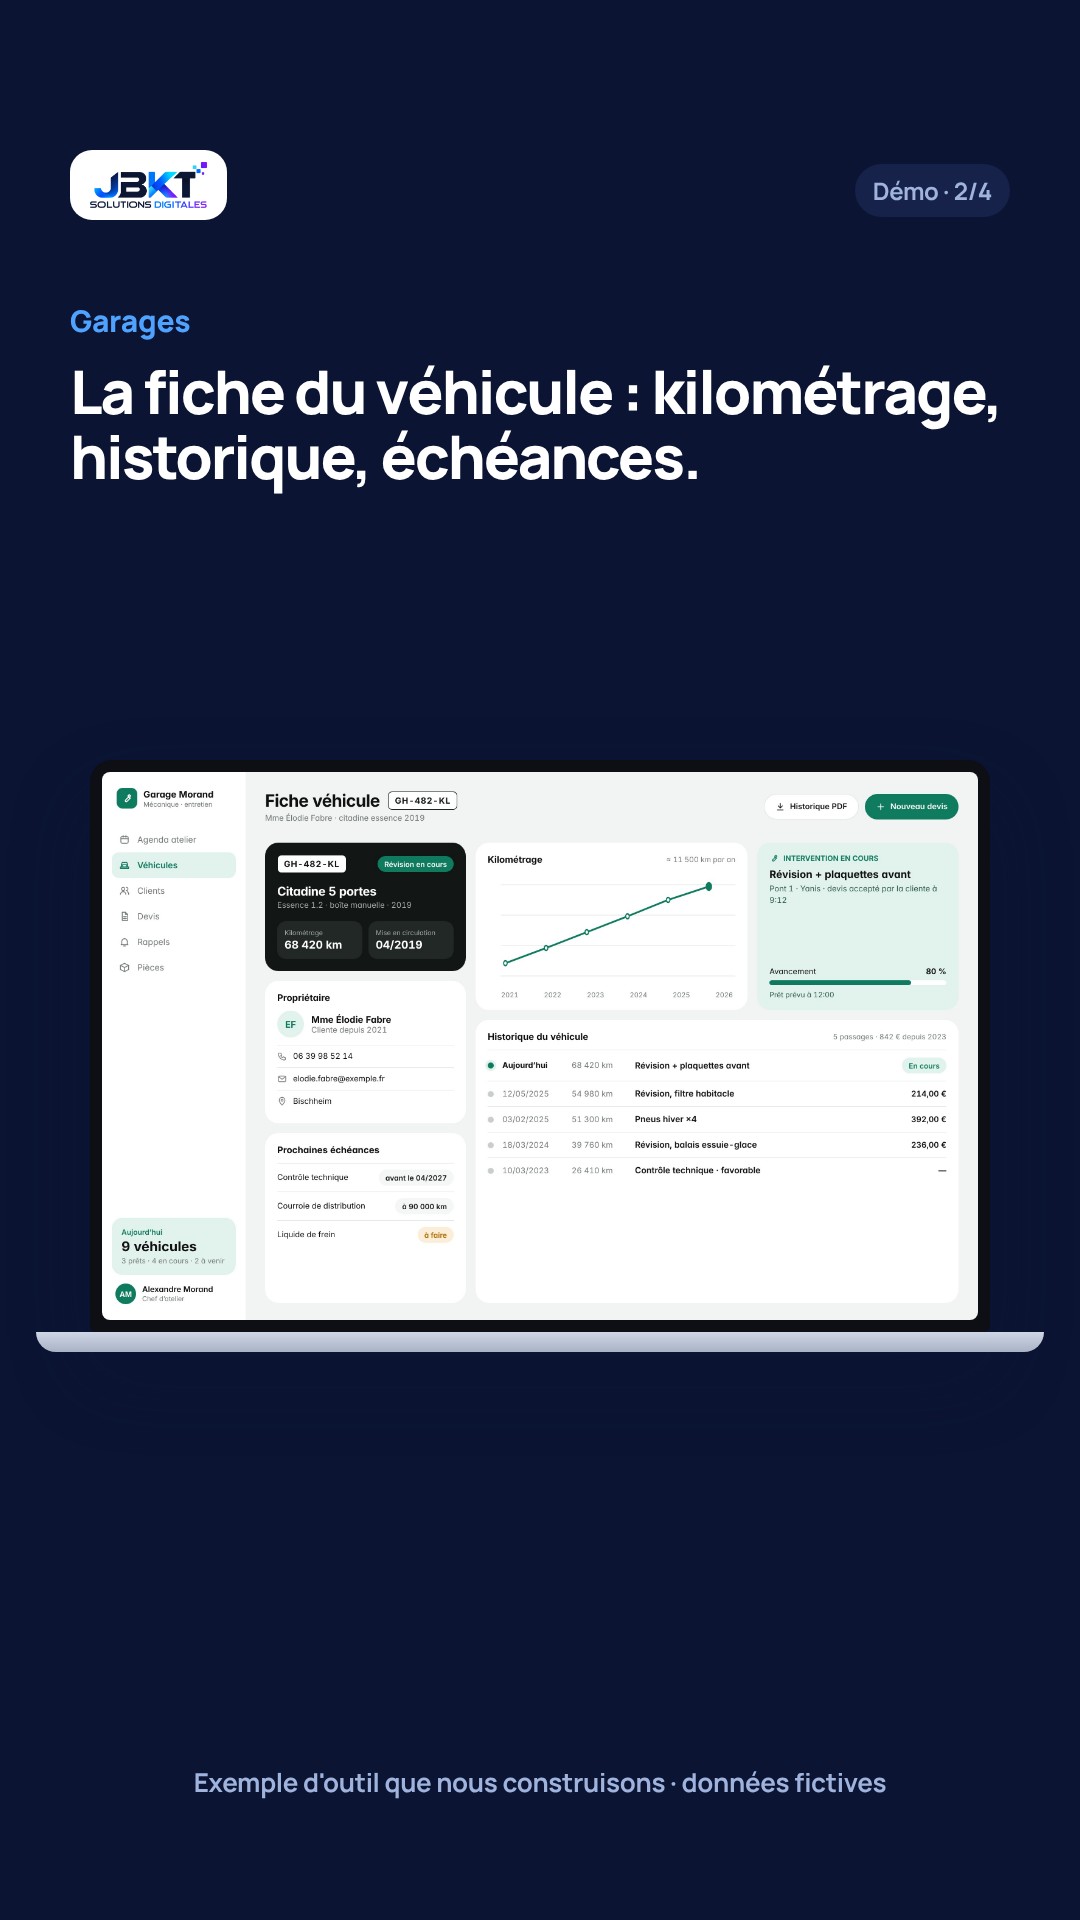 JBKT
SOLUTIONS DIGITALES
Démo · 2/4
Garages
La fiche du véhicule : kilométrage,
historique, échéances.
Garage Morand
Mécanique · entretien
Agenda atelier
Véhicules
Clients
Devis
Rappels
Pièces
Aujourd'hui
9 véhicules
3 prêts · 4 en cours · 2 à venir
AM
Alexandre Morand
Chef d'atelier
Fiche véhicule GH-482-KL
Mme Élodie Fabre · citadine essence 2019
Historique PDF
+ Nouveau devis
GH-482-KL Révision en cours
Citadine 5 portes
Essence 1.2 · boîte manuelle · 2019
Kilométrage
68 420 km
Mise en circulation
04/2019
Propriétaire
EF
Mme Élodie Fabre
Cliente depuis 2021
06 39 98 52 14
elodie.fabre@exemple.fr
Bischheim
Prochaines échéances
Contrôle technique avant le 04/2027
Courroie de distribution à 90 000 km
Liquide de frein à faire
Kilométrage ≈ 11 500 km par an
2021 2022 2023 2024 2025 2026
INTERVENTION EN COURS
Révision + plaquettes avant
Pont 1 · Yanis · devis accepté par la cliente à
9:12
Avancement 80 %
Prêt prévu à 12:00
Historique du véhicule 5 passages · 842 € depuis 2023
Aujourd'hui 68 420 km Révision + plaquettes avant En cours
12/05/2025 54 980 km Révision, filtre habitacle 214,00 €
03/02/2025 51 300 km Pneus hiver ×4 392,00 €
18/03/2024 39 760 km Révision, balais essuie-glace 236,00 €
10/03/2023 26 410 km Contrôle technique · favorable —
Exemple d'outil que nous construisons · données fictives